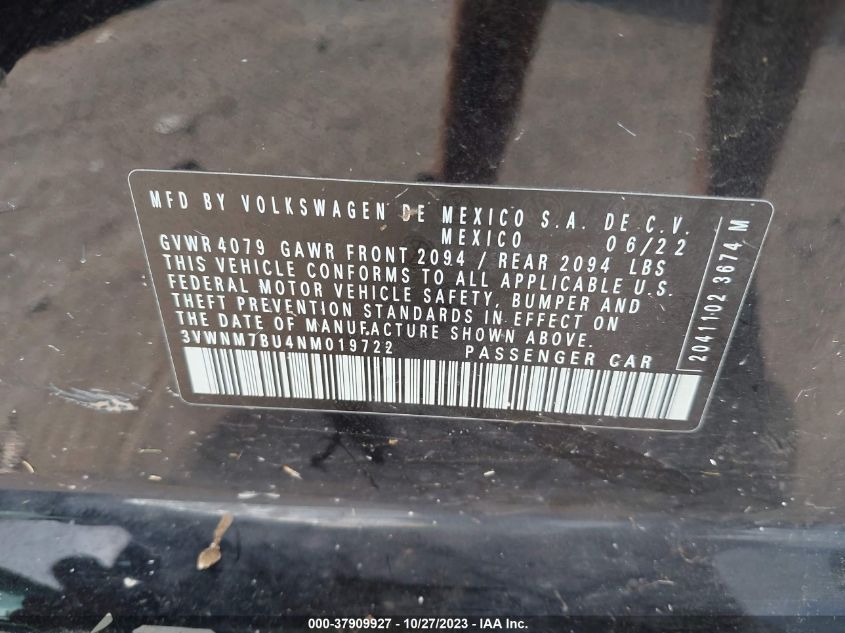 MFD BY VOLKSWAGEN DE MEXICO S.A. DE C.V.
MEXICO 06/22
GVWR 4079 GAWR FRONT 2094 / REAR 2094 LBS
THIS VEHICLE CONFORMS TO ALL APPLICABLE U.S.
FEDERAL MOTOR VEHICLE SAFETY, BUMPER AND
THEFT PREVENTION STANDARDS IN EFFECT ON
THE DATE OF MANUFACTURE SHOWN ABOVE.
3VWNM7BU4NM019722 PASSENGER CAR
20411-02 3674 M
000-37909927 - 10/27/2023 - IAA Inc.